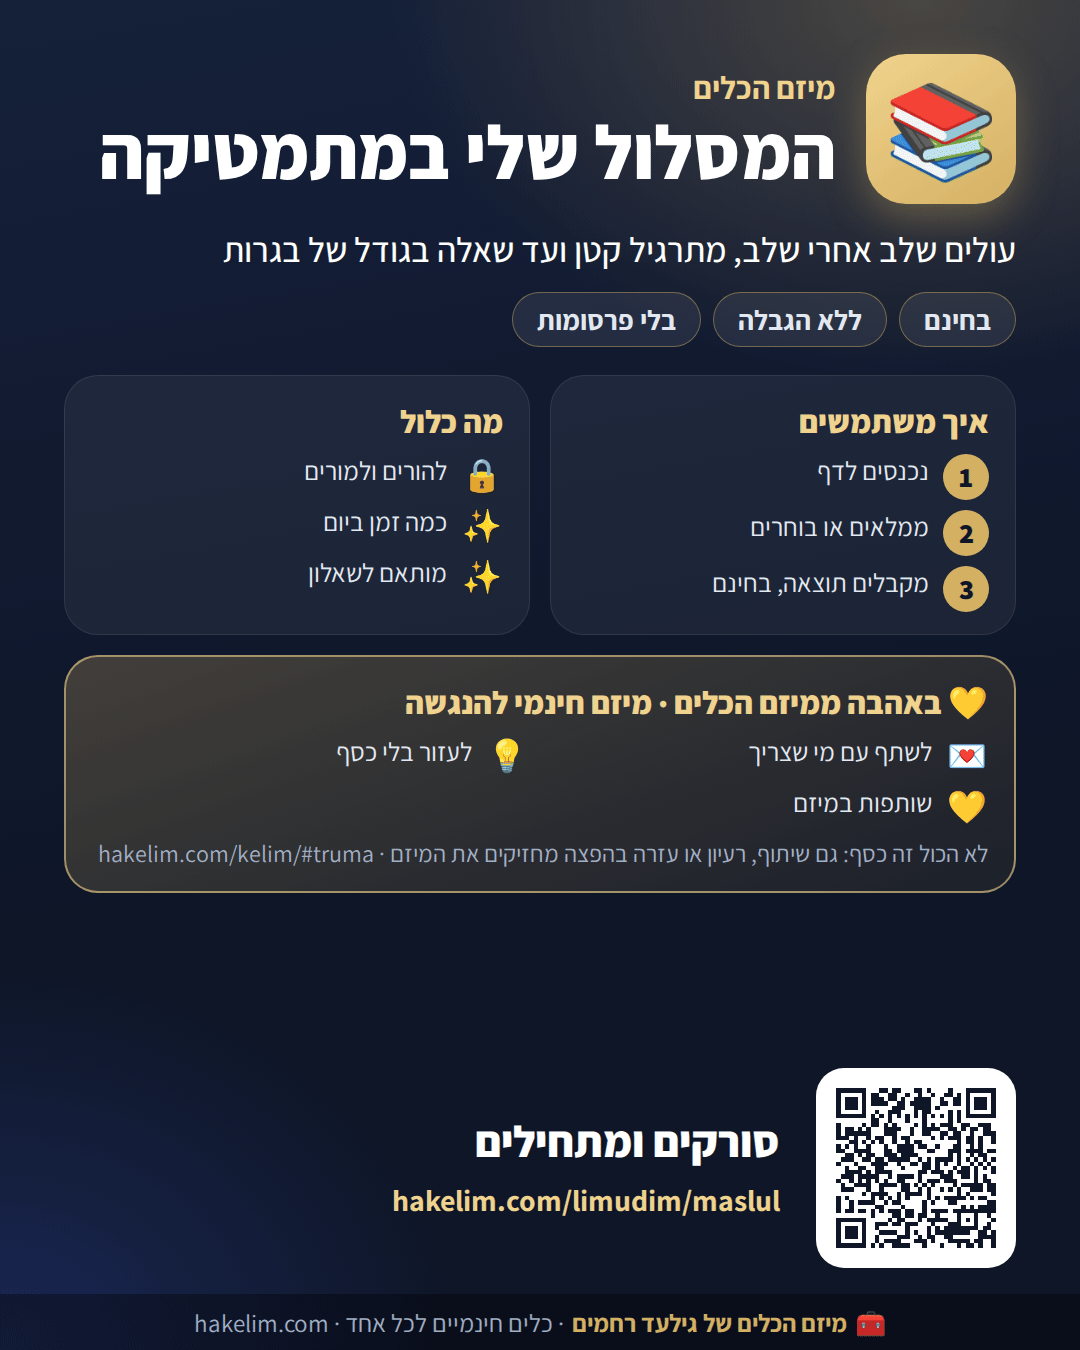 מיזם הכלים
המסלול שלי במתמטיקה
עולים שלב אחרי שלב, מתרגיל קטן ועד שאלה בגודל של בגרות
בחינם
ללא הגבלה
בלי פרסומות
איך משתמשים
1 נכנסים לדף
2 ממלאים או בוחרים
3 מקבלים תוצאה, בחינם
מה כלול
להורים ולמורים
כמה זמן ביום
מותאם לשאלון
באהבה ממיזם הכלים · מיזם חינמי להנגשה
לשתף עם מי שצריך
לעזור בלי כסף
שותפות במיזם
לא הכול זה כסף: גם שיתוף, רעיון או עזרה בהפצה מחזיקים את המיזם · hakelim.com/kelim/#truma
סורקים ומתחילים
hakelim.com/limudim/maslul
מיזם הכלים של גילעד רחמים · כלים חינמיים לכל אחד · hakelim.com